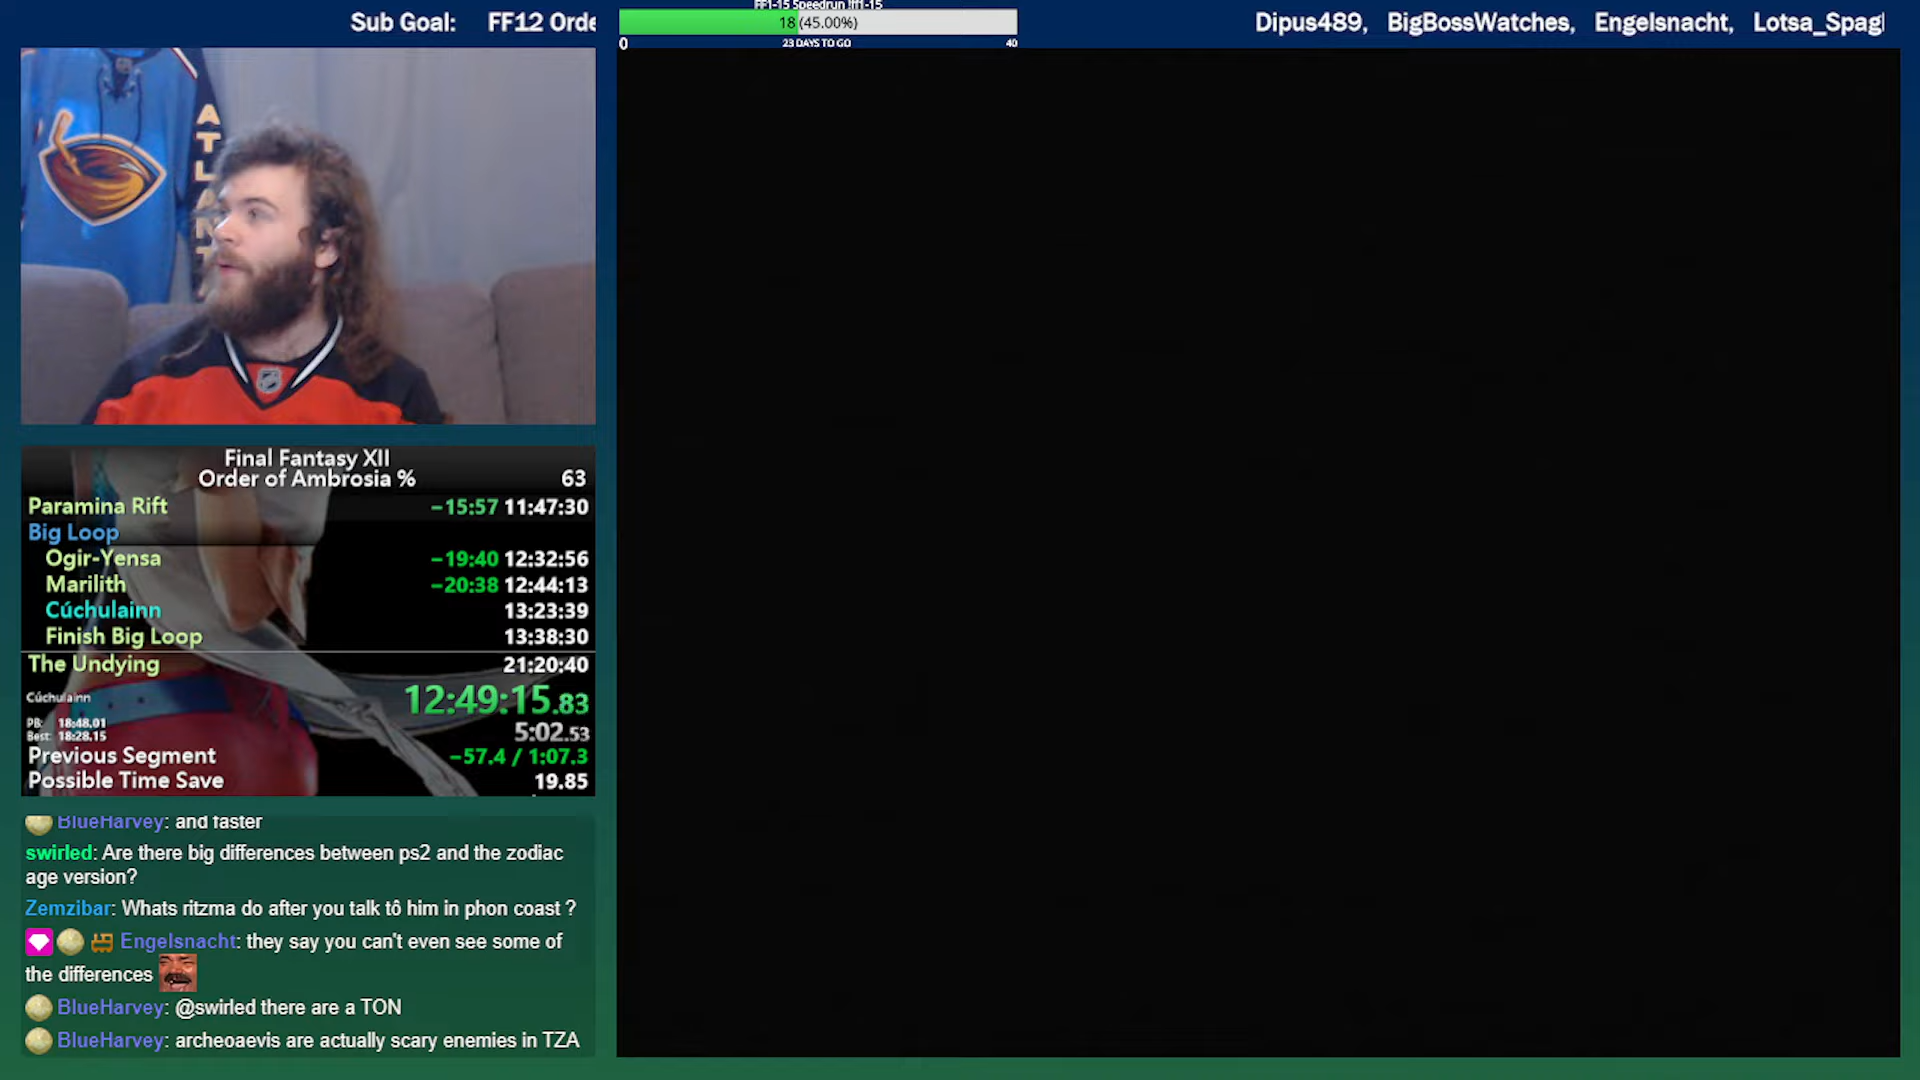 Sub Goal: FF12 Orde
FF1-15 Speedrun !ff1-15
18 (45.00%)
0 23 DAYS TO GO 40
Dipus489, BigBossWatches, Engelsnacht, Lotsa_Spag
ATLANT
Final Fantasy XII
Order of Ambrosia % 63
Paramina Rift −15:57 11:47:30
Big Loop
Ogir-Yensa −19:40 12:32:56
Marilith −20:38 12:44:13
Cúchulainn 13:23:39
Finish Big Loop 13:38:30
The Undying 21:20:40
Cúchulainn 12:49:15.83
PB: 18:48.01
Best: 18:28.15 5:02.53
Previous Segment −57.4 / 1:07.3
Possible Time Save 19.85
BlueHarvey: and faster
swirled: Are there big differences between ps2 and the zodiac
age version?
Zemzibar: Whats ritzma do after you talk tô him in phon coast ?
Engelsnacht: they say you can't even see some of
the differences
BlueHarvey: @swirled there are a TON
BlueHarvey: archeoaevis are actually scary enemies in TZA